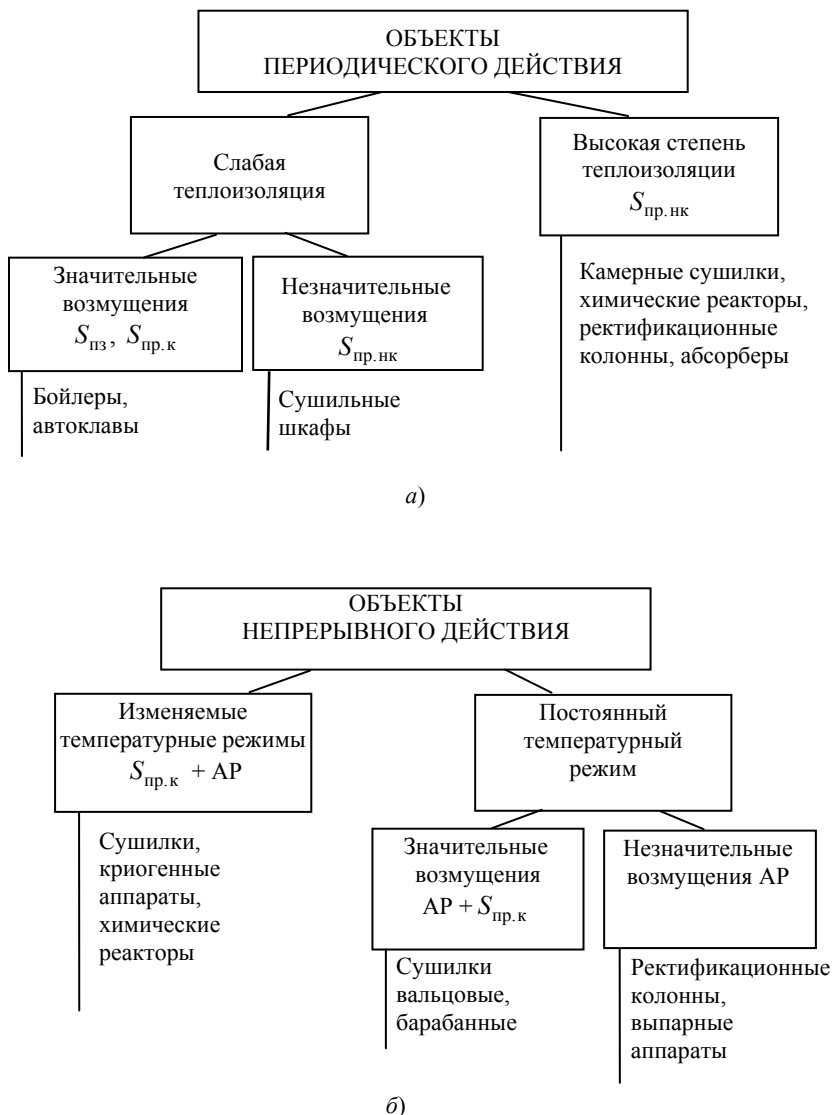 ОБЪЕКТЫ
ПЕРИОДИЧЕСКОГО ДЕЙСТВИЯ
Слабая
теплоизоляция
Высокая степень
теплоизоляции
Sпр.нк
Значительные
возмущения
Sпз, Sпр.к
Незначительные
возмущения
Sпр.нк
Камерные сушилки,
химические реакторы,
ректификационные
колонны, абсорберы
Бойлеры,
автоклавы
Сушильные
шкафы
а)
ОБЪЕКТЫ
НЕПРЕРЫВНОГО ДЕЙСТВИЯ
Изменяемые
температурные режимы
Sпр.к + АР
Постоянный
температурный
режим
Сушилки,
криогенные
аппараты,
химические
реакторы
Значительные
возмущения
АР + Sпр.к
Незначительные
возмущения АР
Сушилки
вальцовые,
барабанные
Ректификационные
колонны,
выпарные
аппараты
б)